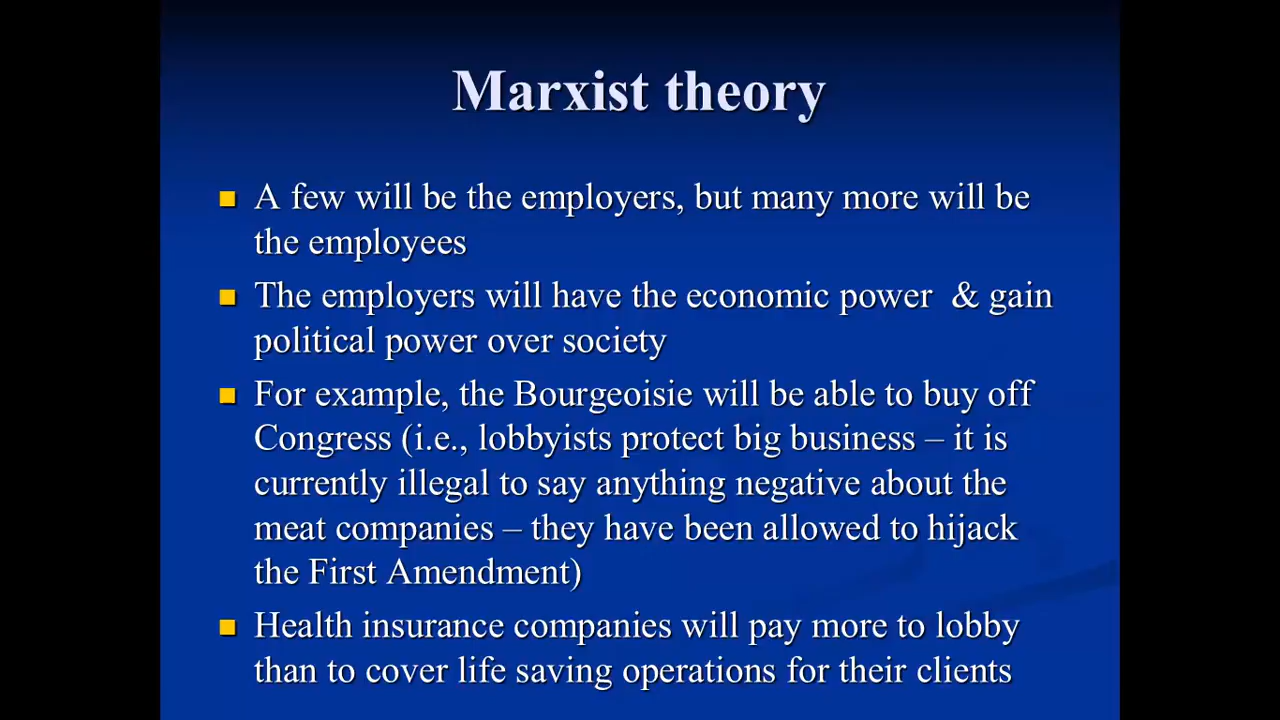 Marxist theory
A few will be the employers, but many more will be
the employees
The employers will have the economic power & gain
political power over society
For example, the Bourgeoisie will be able to buy off
Congress (i.e., lobbyists protect big business – it is
currently illegal to say anything negative about the
meat companies – they have been allowed to hijack
the First Amendment)
Health insurance companies will pay more to lobby
than to cover life saving operations for their clients